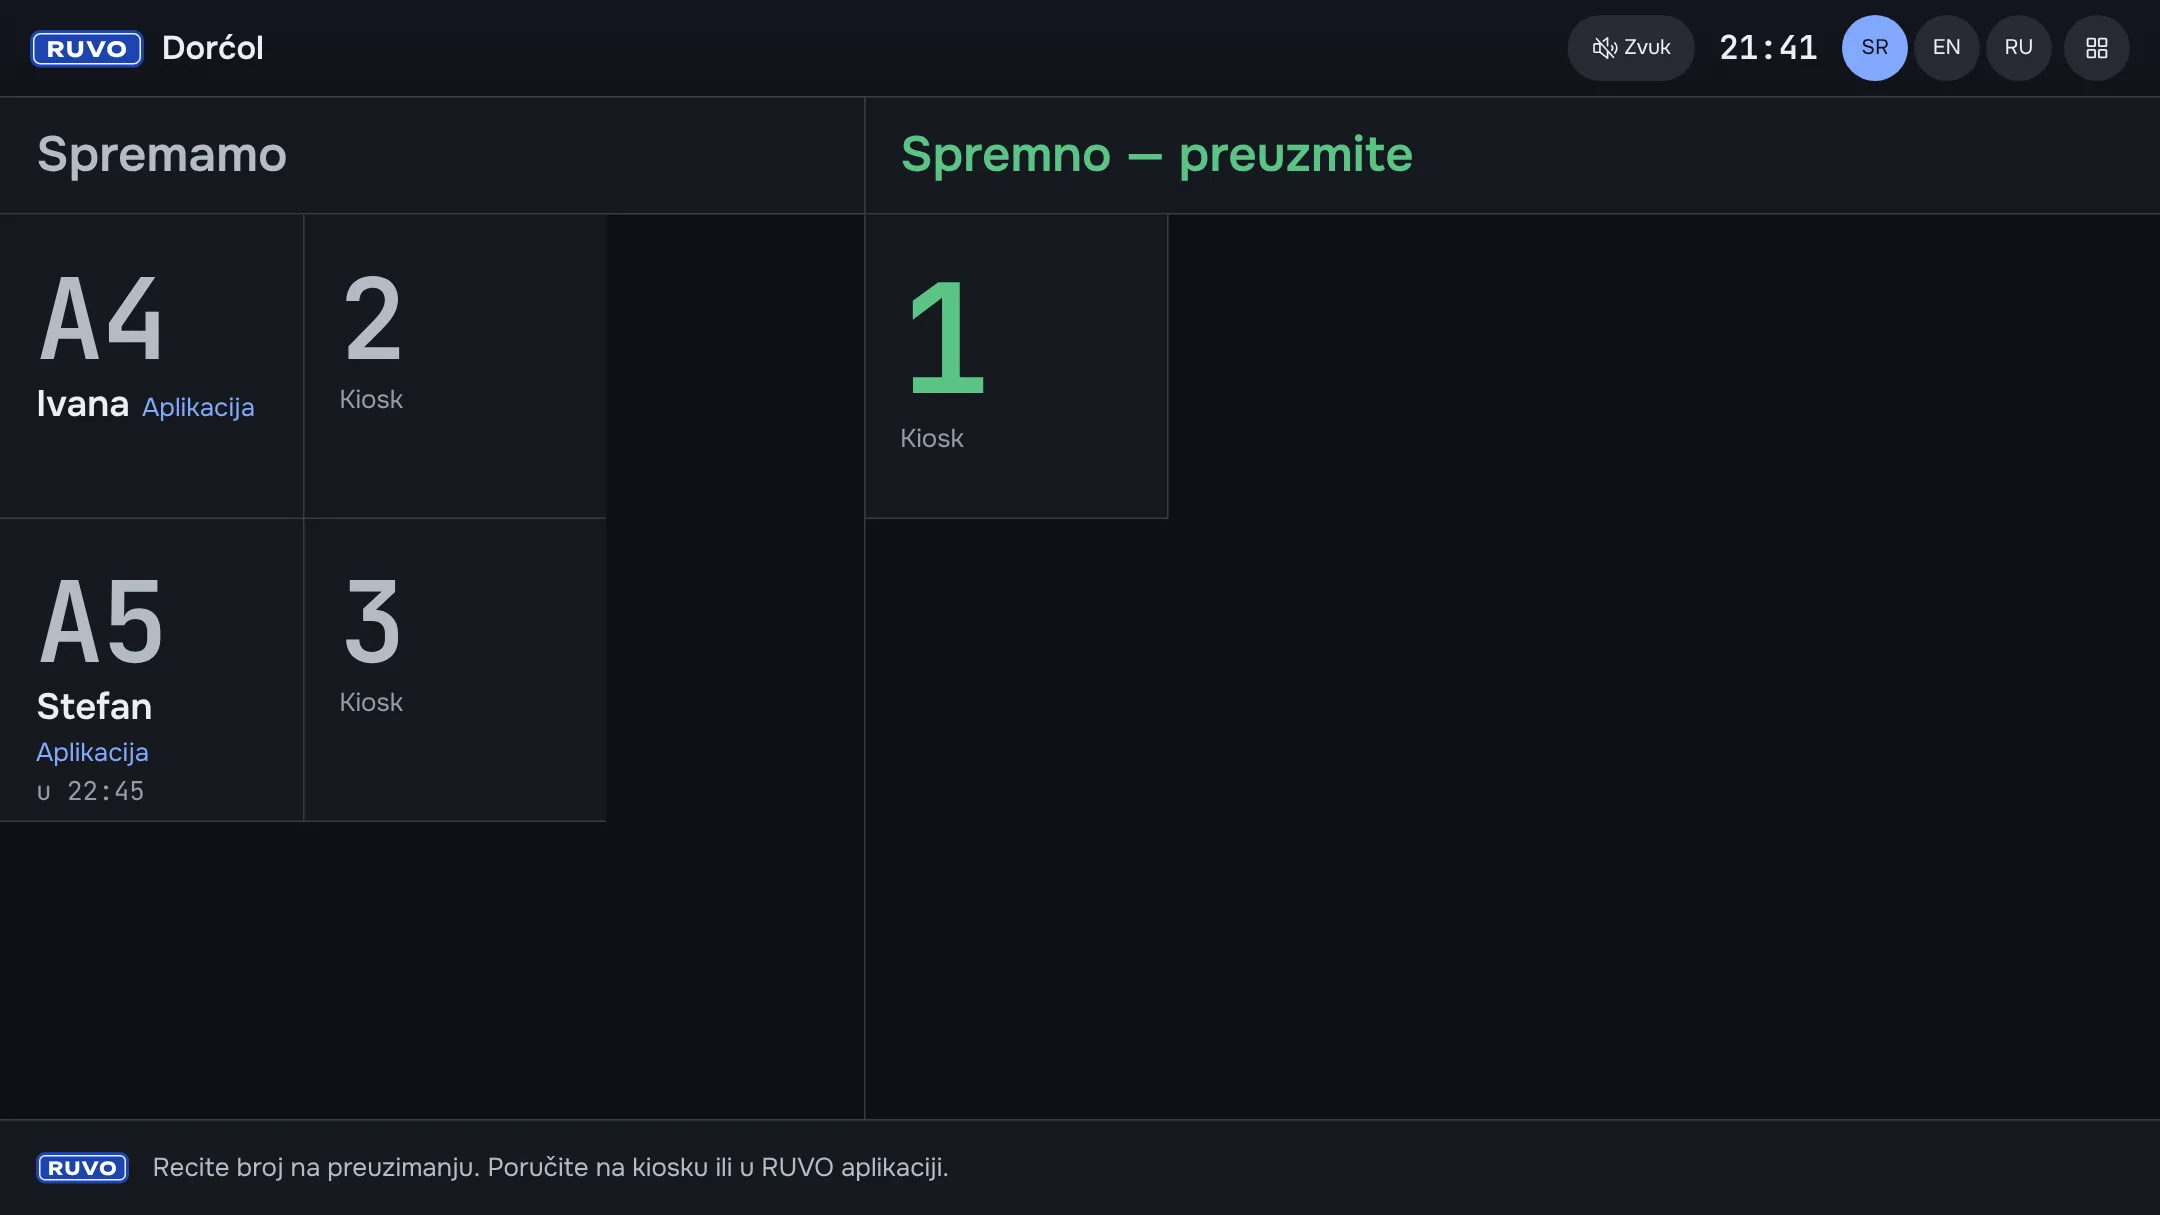 RUVO Dorćol
Zvuk 21:41 SR EN RU
Spremamo
Spremno — preuzmite
A4
Ivana Aplikacija
2
Kiosk
1
Kiosk
A5
Stefan
Aplikacija
u 22:45
3
Kiosk
RUVO Recite broj na preuzimanju. Poručite na kiosku ili u RUVO aplikaciji.